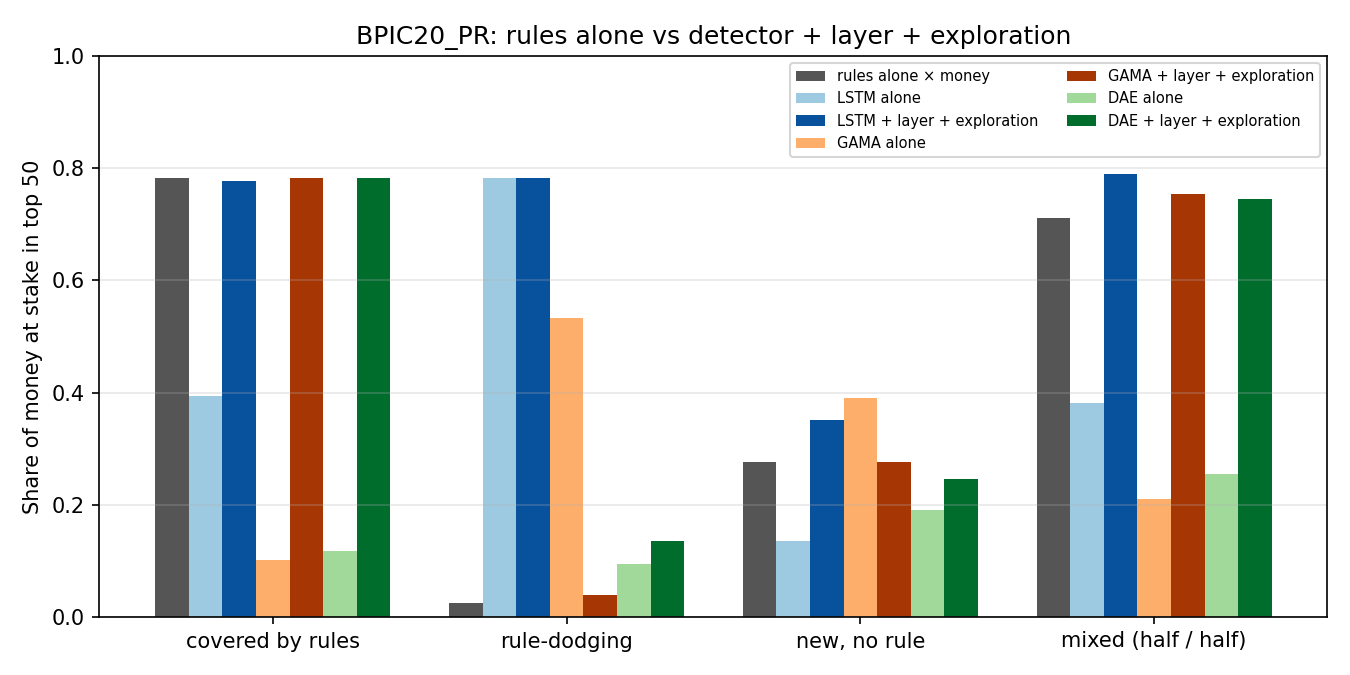 BPIC20_PR: rules alone vs detector + layer + exploration
Share of money at stake in top 50
1.0
0.8
0.6
0.4
0.2
0.0
rules alone × money
LSTM alone
LSTM + layer + exploration
GAMA alone
GAMA + layer + exploration
DAE alone
DAE + layer + exploration
covered by rules
rule-dodging
new, no rule
mixed (half / half)